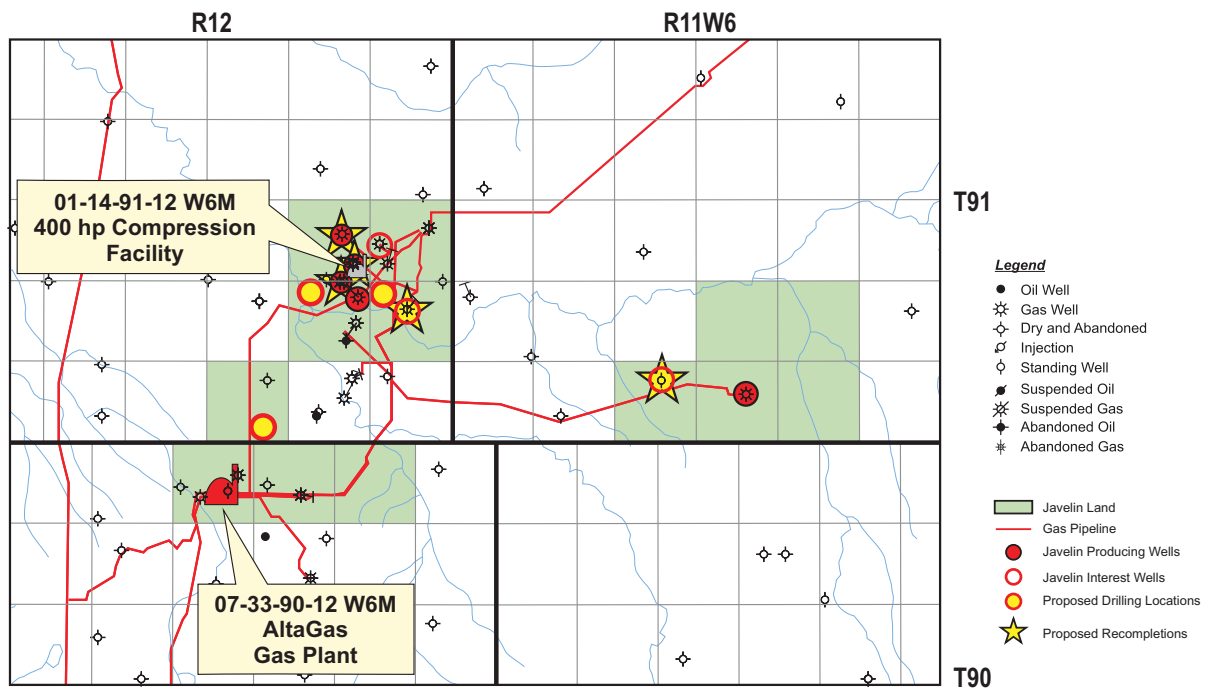 R12
R11W6
01-14-91-12 W6M
400 hp Compression
Facility
T91
Legend
Oil Well
Gas Well
Dry and Abandoned
Injection
Standing Well
Suspended Oil
Suspended Gas
Abandoned Oil
Abandoned Gas
Javelin Land
Gas Pipeline
Javelin Producing Wells
Javelin Interest Wells
Proposed Drilling Locations
Proposed Recompletions
07-33-90-12 W6M
AltaGas
Gas Plant
T90